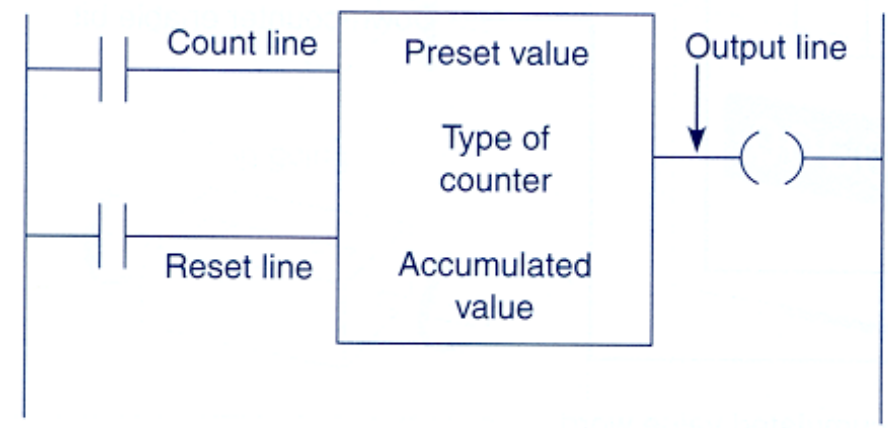 Count line
Preset value
Output line
Type of
counter
Reset line
Accumulated
value